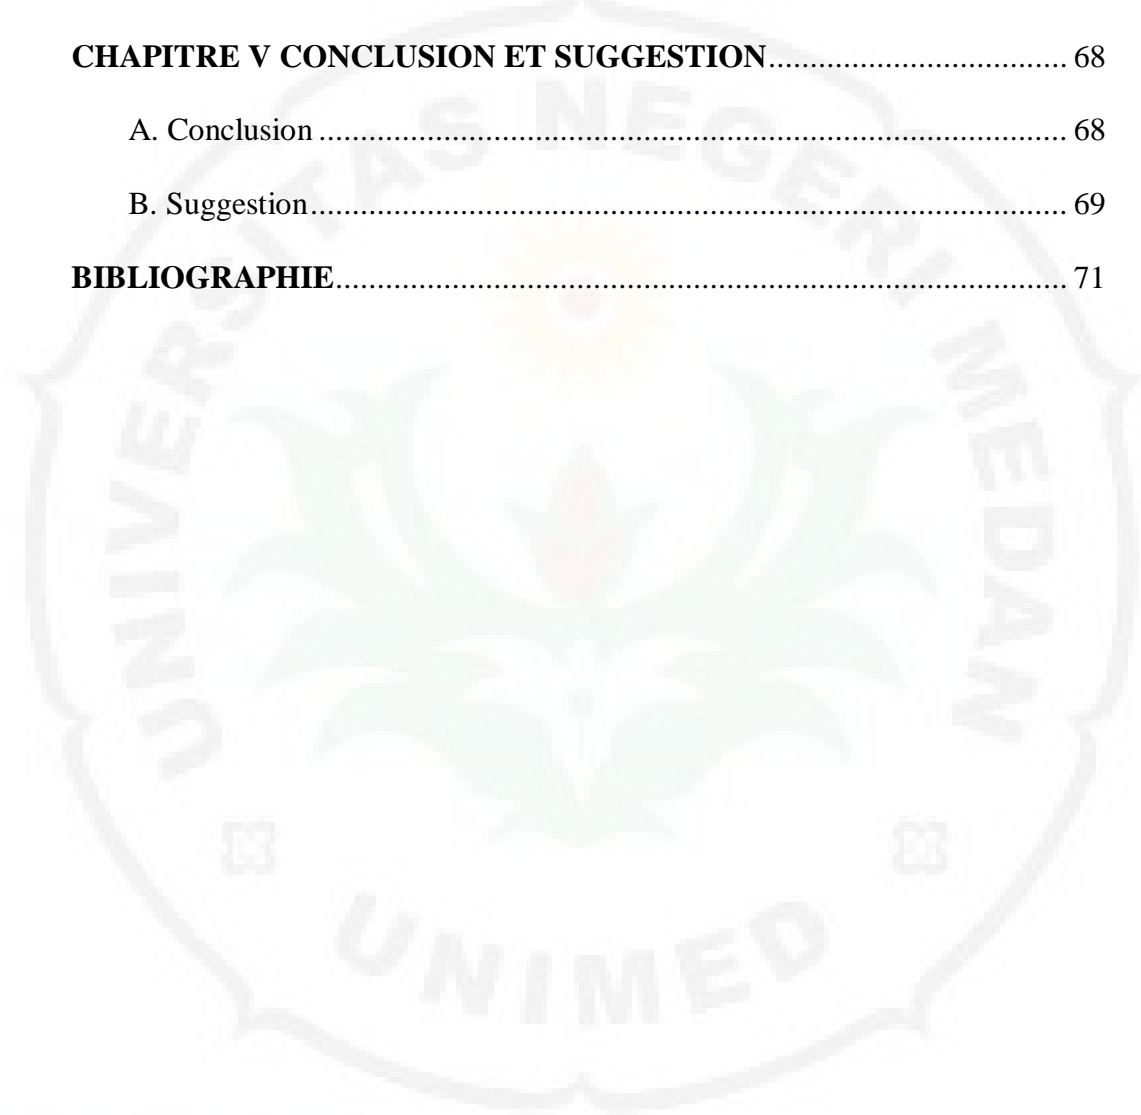 CHAPITRE V CONCLUSION ET SUGGESTION.................................... 68
A. Conclusion .......................................................................................... 68
B. Suggestion........................................................................................... 69
BIBLIOGRAPHIE........................................................................................ 71
UNIVERSITAS NEGERI MEDAN
UNIMED